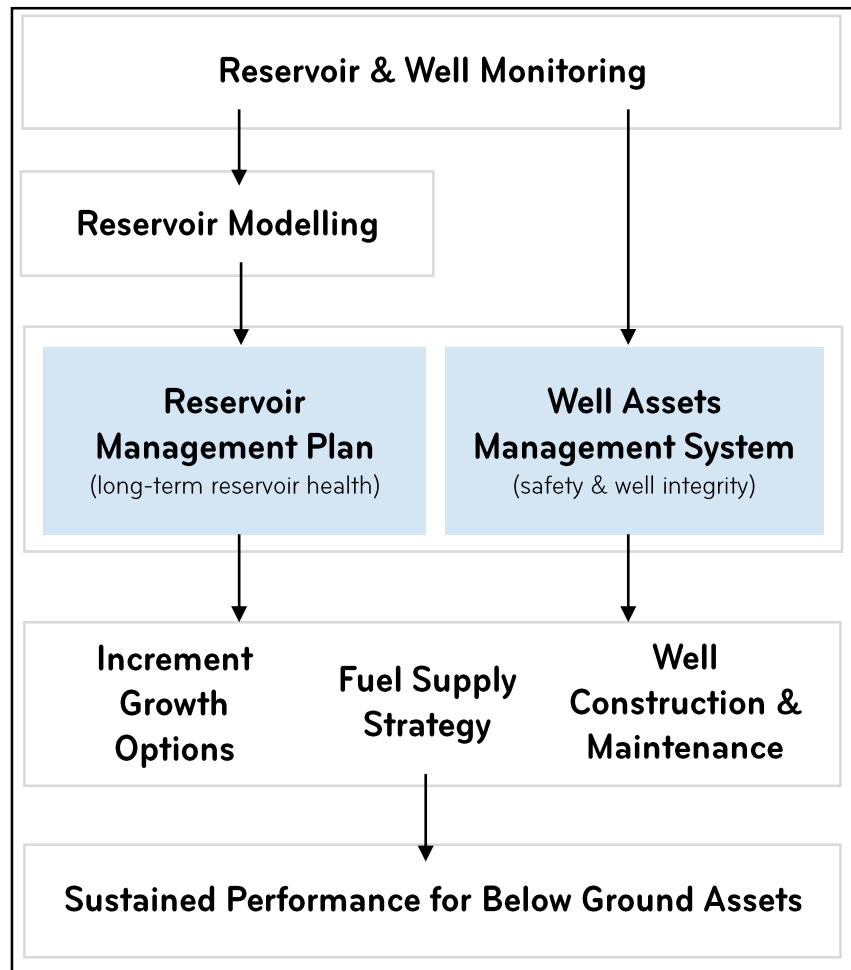 Reservoir & Well Monitoring
Reservoir Modelling
Reservoir
Management Plan
(long-term reservoir health)
Well Assets
Management System
(safety & well integrity)
Increment
Growth
Options
Fuel Supply
Strategy
Well
Construction &
Maintenance
Sustained Performance for Below Ground Assets